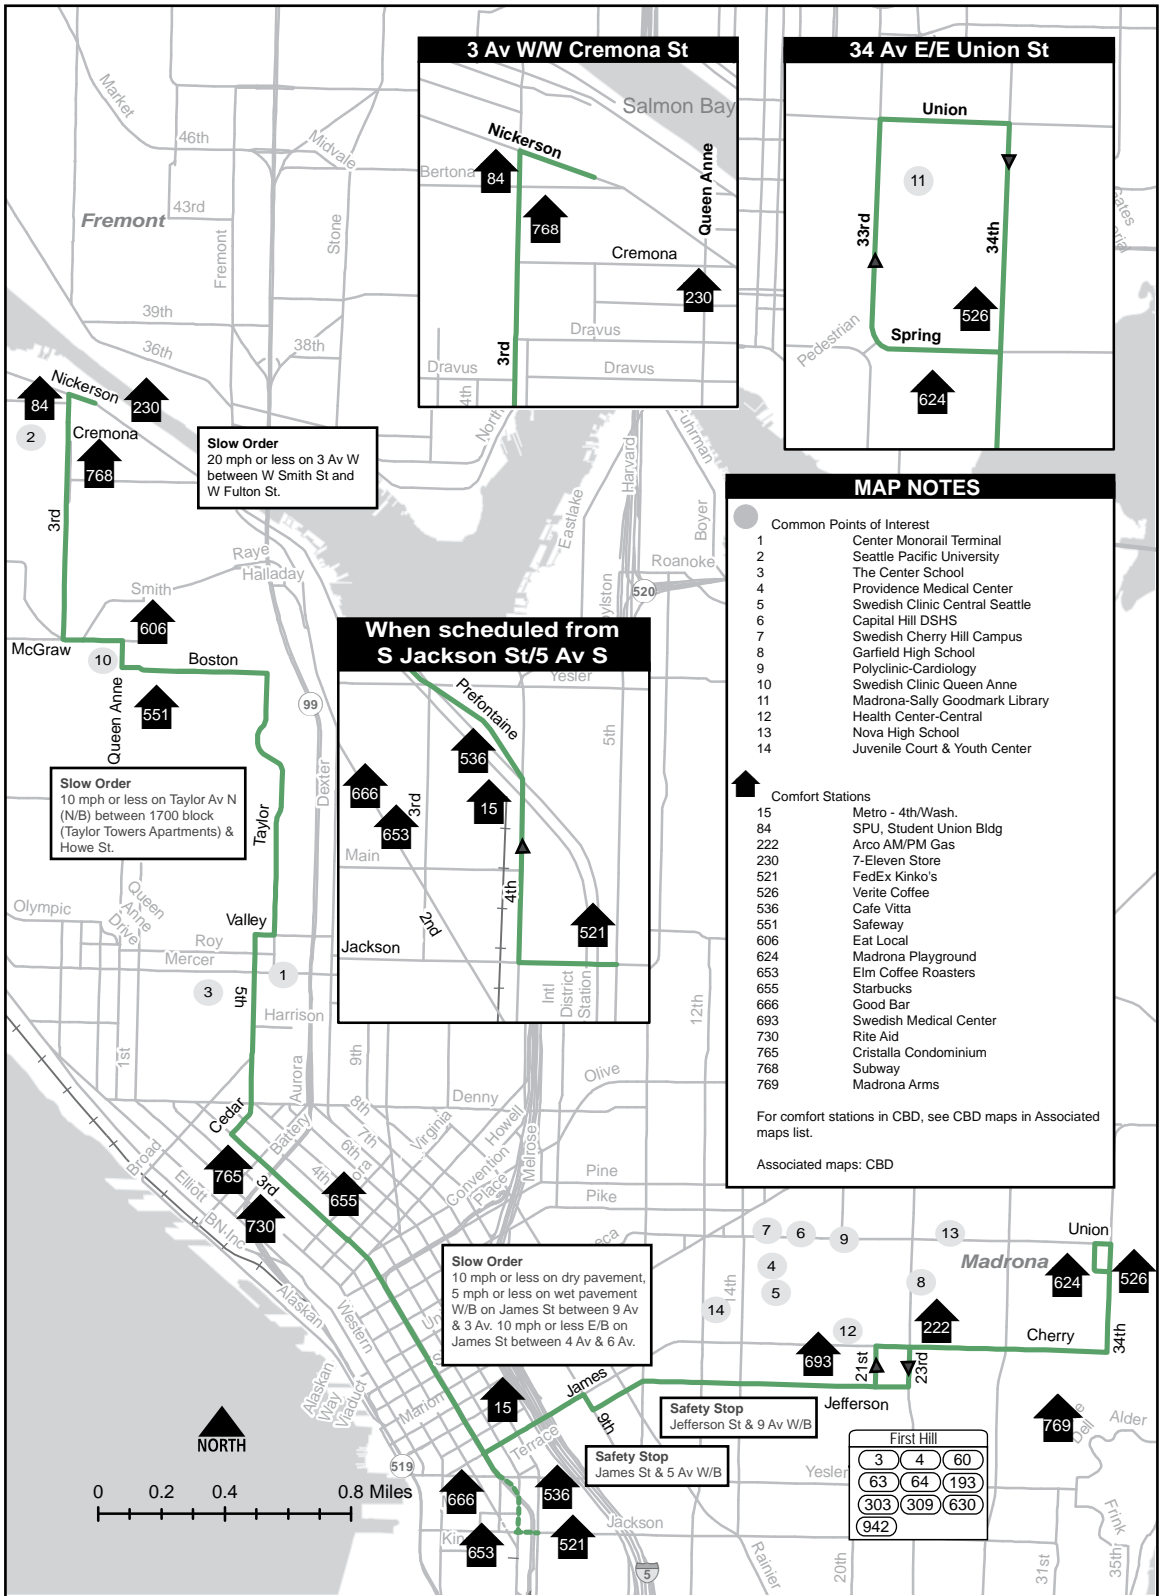 3 Av W/W Cremona St
Salmon Bay
Nickerson
Bertona
84
768
Queen Anne
Cremona
230
Dravus
3rd
Dravus
Dravus
4th
34 Av E/E Union St
Union
11
33rd
34th
526
Pedestrian
Spring
624
Market
46th
Midvale
43rd
Fremont
Fremont
Stone
39th
36th
38th
Nickerson
84
230
2
Cremona
768
3rd
Slow Order
20 mph or less on 3 Av W
between W Smith St and
W Fulton St.
North
Fuhrman
Harvard
Eastlake
Boyer
Roanoke
520
Raye
Halladay
Smith
606
McGraw
10
Boston
Queen Anne
551
99
Dexter
Taylor
Slow Order
10 mph or less on Taylor Av N
(N/B) between 1700 block
(Taylor Towers Apartments) &
Howe St.
When scheduled from
S Jackson St/5 Av S
Yesler
Prefontaine
536
5th
666
3rd
15
653
Main
4th
2nd
521
Jackson
Intl
District
Station
MAP NOTES
Common Points of Interest
1 Center Monorail Terminal
2 Seattle Pacific University
3 The Center School
4 Providence Medical Center
5 Swedish Clinic Central Seattle
6 Capital Hill DSHS
7 Swedish Cherry Hill Campus
8 Garfield High School
9 Polyclinic-Cardiology
10 Swedish Clinic Queen Anne
11 Madrona-Sally Goodmark Library
12 Health Center-Central
13 Nova High School
14 Juvenile Court & Youth Center
Comfort Stations
15 Metro - 4th/Wash.
84 SPU, Student Union Bldg
222 Arco AM/PM Gas
230 7-Eleven Store
521 FedEx Kinko's
526 Verite Coffee
536 Cafe Vitta
551 Safeway
606 Eat Local
624 Madrona Playground
653 Elm Coffee Roasters
655 Starbucks
666 Good Bar
693 Swedish Medical Center
730 Rite Aid
765 Cristalla Condominium
768 Subway
769 Madrona Arms
For comfort stations in CBD, see CBD maps in Associated
maps list.
Associated maps: CBD
Olympic
Queen
Anne
Drive
Valley
Roy
Mercer
1
3
5th
Harrison
1st
Aurora
9th
12th
Olive
Denny
Cedar
Battery
8th
7th
6th
4th
Virginia
Howell
Convention
Place
Melrose
Broad
Elliott
BN-Inc
765
3rd
730
655
Pine
Pike
Alaskan
Western
Alaskan
Way
Viaduct
Slow Order
10 mph or less on dry pavement,
5 mph or less on wet pavement
W/B on James St between 9 Av
& 3 Av. 10 mph or less E/B on
James St between 4 Av & 6 Av.
7
6
9
13
Union
Madrona
4
5
8
624
526
14th
14
12
222
693
21st
23rd
Cherry
34th
Jefferson
James
15
9th
Marion
Terrace
Safety Stop
Jefferson St & 9 Av W/B
Safety Stop
James St & 5 Av W/B
769
Alder
First Hill
3 4 60
63 64 193
303 309 630
942
Yesler
NORTH
519
0 0.2 0.4 0.8 Miles
666
536
653
521
Jackson
5
Rainier
20th
31st
35th
Frink